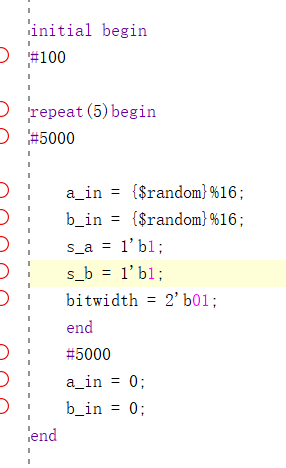 initial begin
#100
repeat(5)begin
#5000
a_in = {$random}%16;
b_in = {$random}%16;
s_a = 1'b1;
s_b = 1'b1;
bitwidth = 2'b01;
end
#5000
a_in = 0;
b_in = 0;
end